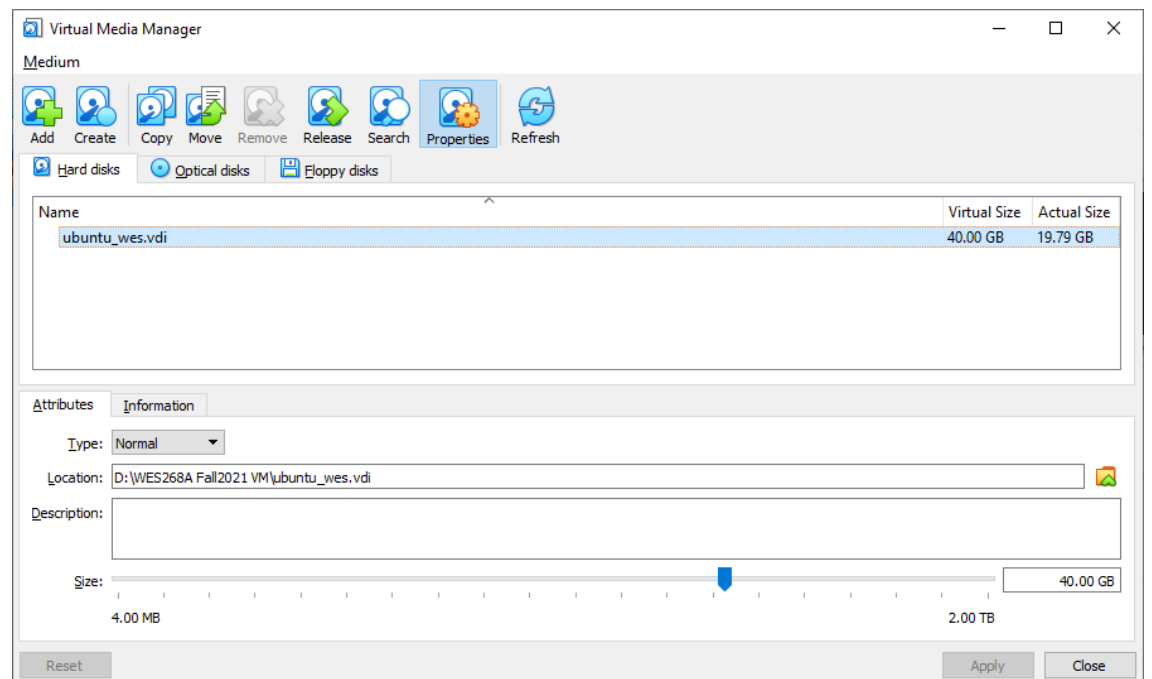 Virtual Media Manager
Medium
Add Create Copy Move Remove Release Search Properties Refresh
Hard disks Optical disks Floppy disks
Name Virtual Size Actual Size
ubuntu_wes.vdi 40.00 GB 19.79 GB
Attributes Information
Type: Normal
Location: D:\WES268A Fall2021 VM\ubuntu_wes.vdi
Description:
Size: 40.00 GB
4.00 MB 2.00 TB
Reset Apply Close